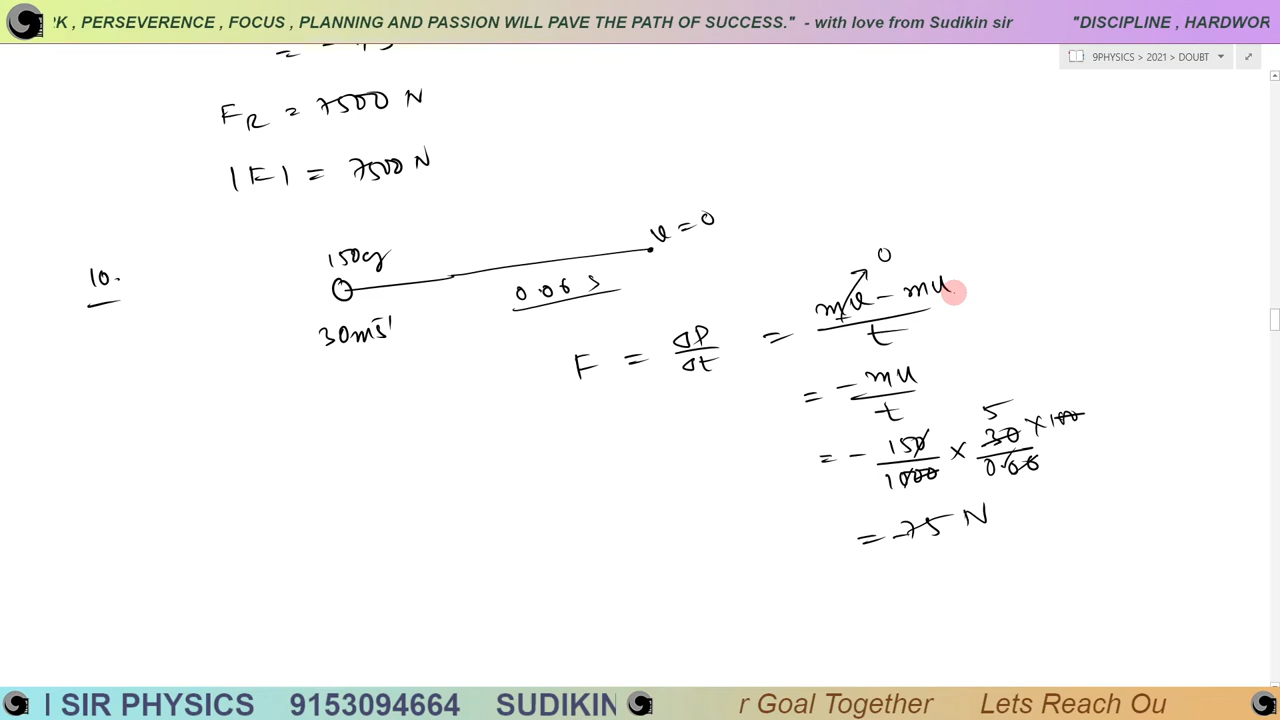 RK , PERSEVERENCE , FOCUS , PLANNING AND PASSION WILL PAVE THE PATH OF SUCCESS." - with love from Sudikin sir "DISCIPLINE , HARDWOR
9PHYSICS > 2021 > DOUBT
F_R = 7500 N
|F| = 7500 N
10.
150g
30ms⁻¹
0.06 s
v = 0
F = ΔP/Δt = (mv - mu)/t
0
= -mu/t
= - 150/1000 × 30/0.06 × 100
5
= -75 N
I SIR PHYSICS 9153094664 SUDIKIN r Goal Together Lets Reach Ou